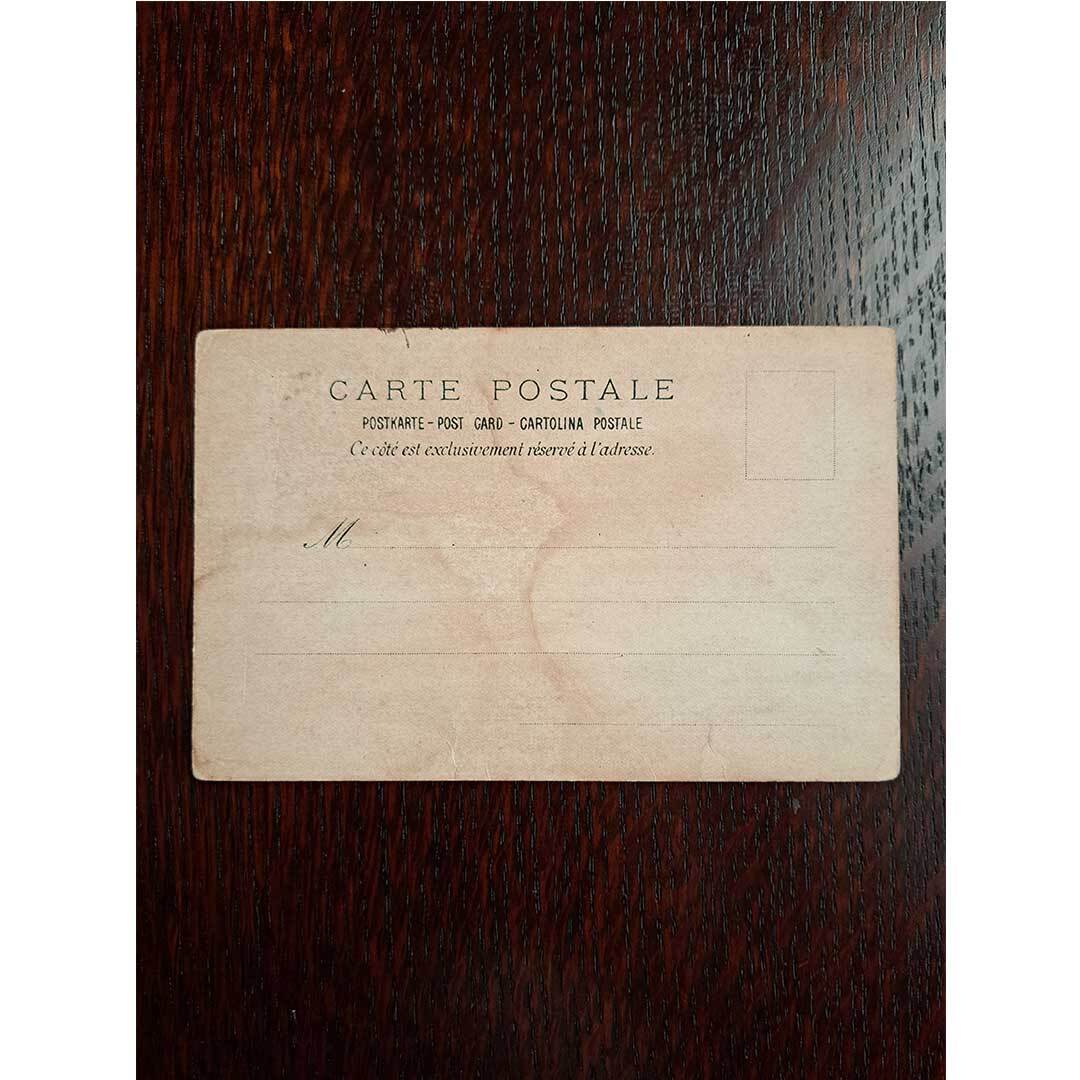 CARTE POSTALE
POSTKARTE - POST CARD - CARTOLINA POSTALE
Ce côté est exclusivement réservé à l'adresse.
M